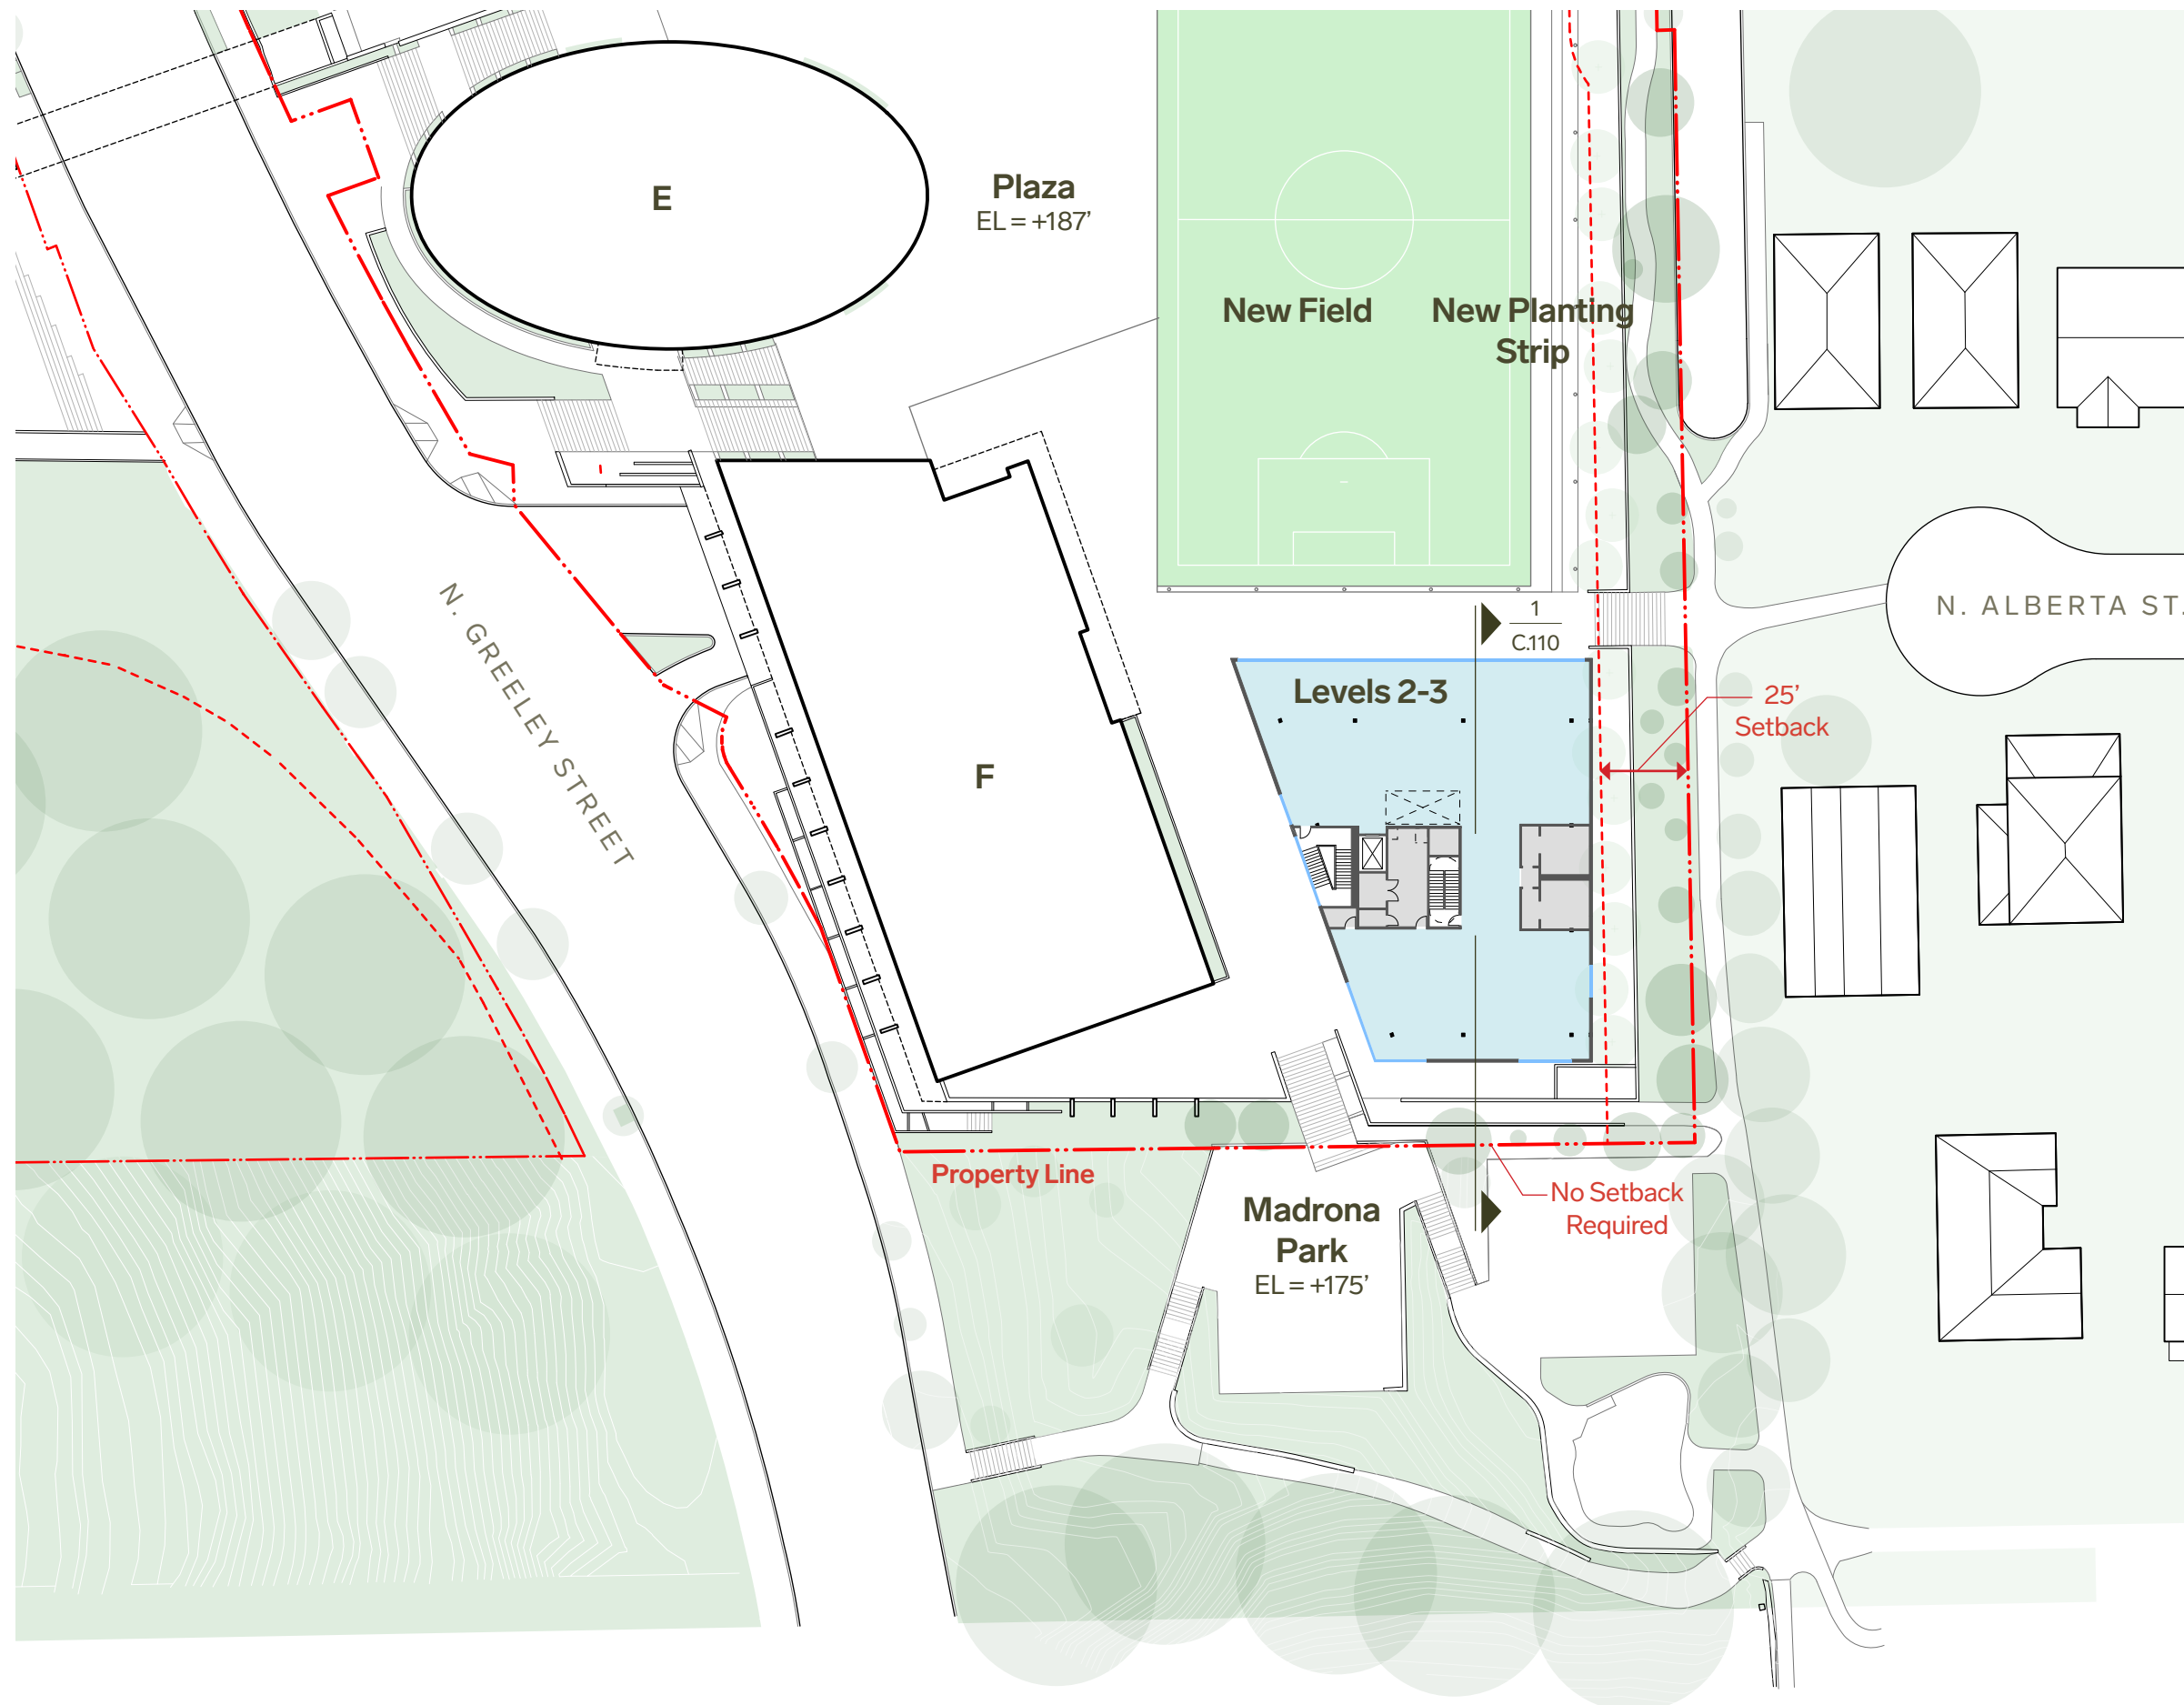 E
Plaza
EL = +187’
New Field
New Planting
Strip
N. GREELEY STREET
1
C.110
N. ALBERTA ST.
Levels 2-3
25’
Setback
F
Property Line
No Setback
Required
Madrona
Park
EL = +175’